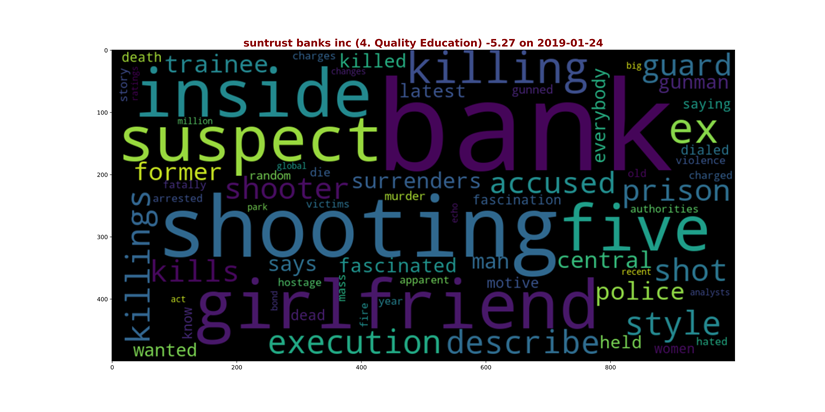 suntrust banks inc (4. Quality Education) -5.27 on 2019-01-24
0
100
200
300
400
0 200 400 600 800
death
charges
killed
killing
big
guard
trainee
story
ratings
inside
changes
latest
gunned
everybody
gunman
saying
million
suspect
bank
ex
dialed
violence
former
global
random
die
fatally
arrested
shooter
surrenders
accused
old
charged
prison
murder
fascination
park
victims
echo
authorities
killings
shooting
five
kills
says
fascinated
man
central
recent
shot
hostage
mass
apparent
motive
police
analysts
act
bond
girlfriend
year
know
dead
fire
style
wanted
execution
describe
held
women
hated